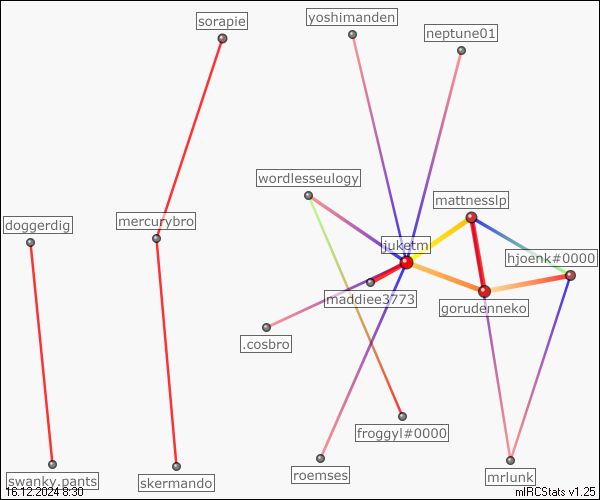 yoshimanden
sorapie
neptune01
wordlesseulogy
mattnesslp
doggerdig
mercurybro
juketm
hjoenk#0000
maddiee3773
gorudenneko
.cosbro
froggyl#0000
roemses
mrlunk
swanky.pants
skermando
16.12.2024 8:30
mIRCStats v1.25